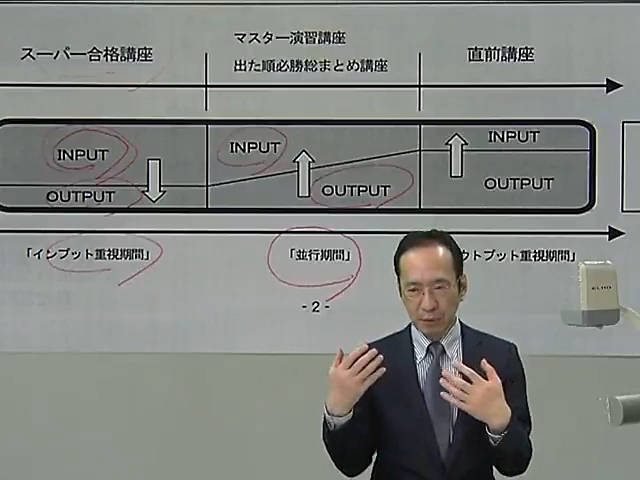 スーパー合格講座
マスター演習講座
出た順必勝総まとめ講座
直前講座
INPUT
OUTPUT
INPUT
OUTPUT
INPUT
OUTPUT
「インプット重視期間」
「並行期間」
ウトプット重視期間」
- 2 -
ELMO